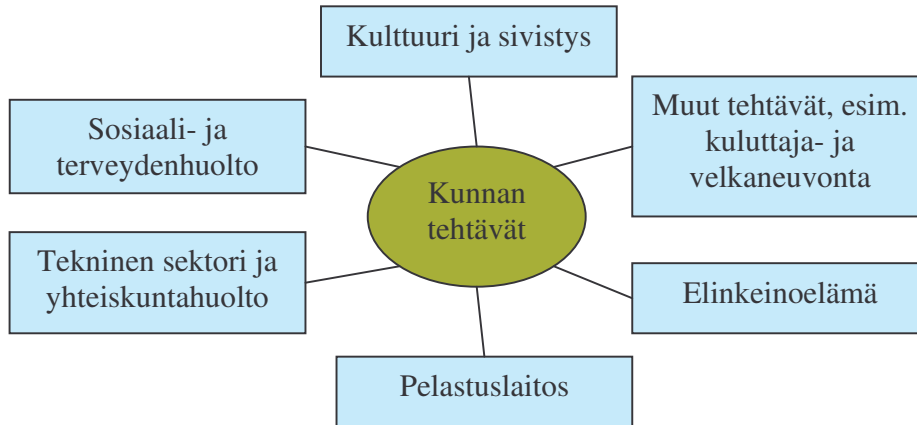 Kulttuuri ja sivistys
Sosiaali- ja
terveydenhuolto
Muut tehtävät, esim.
kuluttaja- ja
velkaneuvonta
Kunnan
tehtävät
Tekninen sektori ja
yhteiskuntahuolto
Elinkeinoelämä
Pelastuslaitos